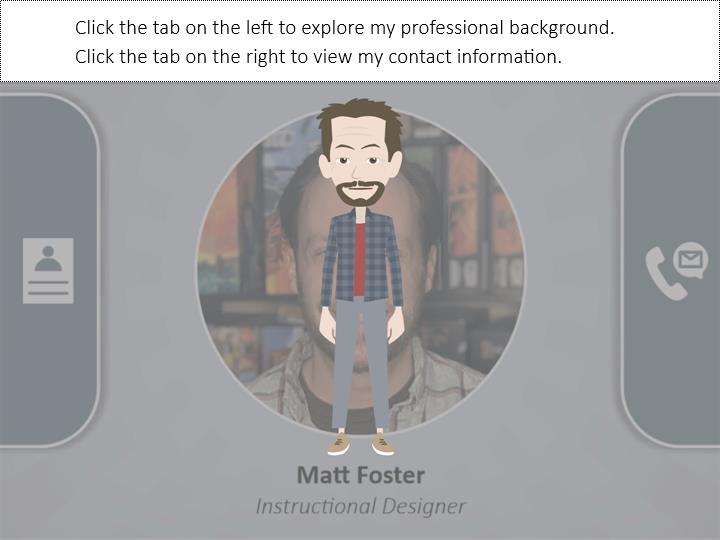 Click the tab on the left to explore my professional background.
Click the tab on the right to view my contact information.
Matt Foster
Instructional Designer